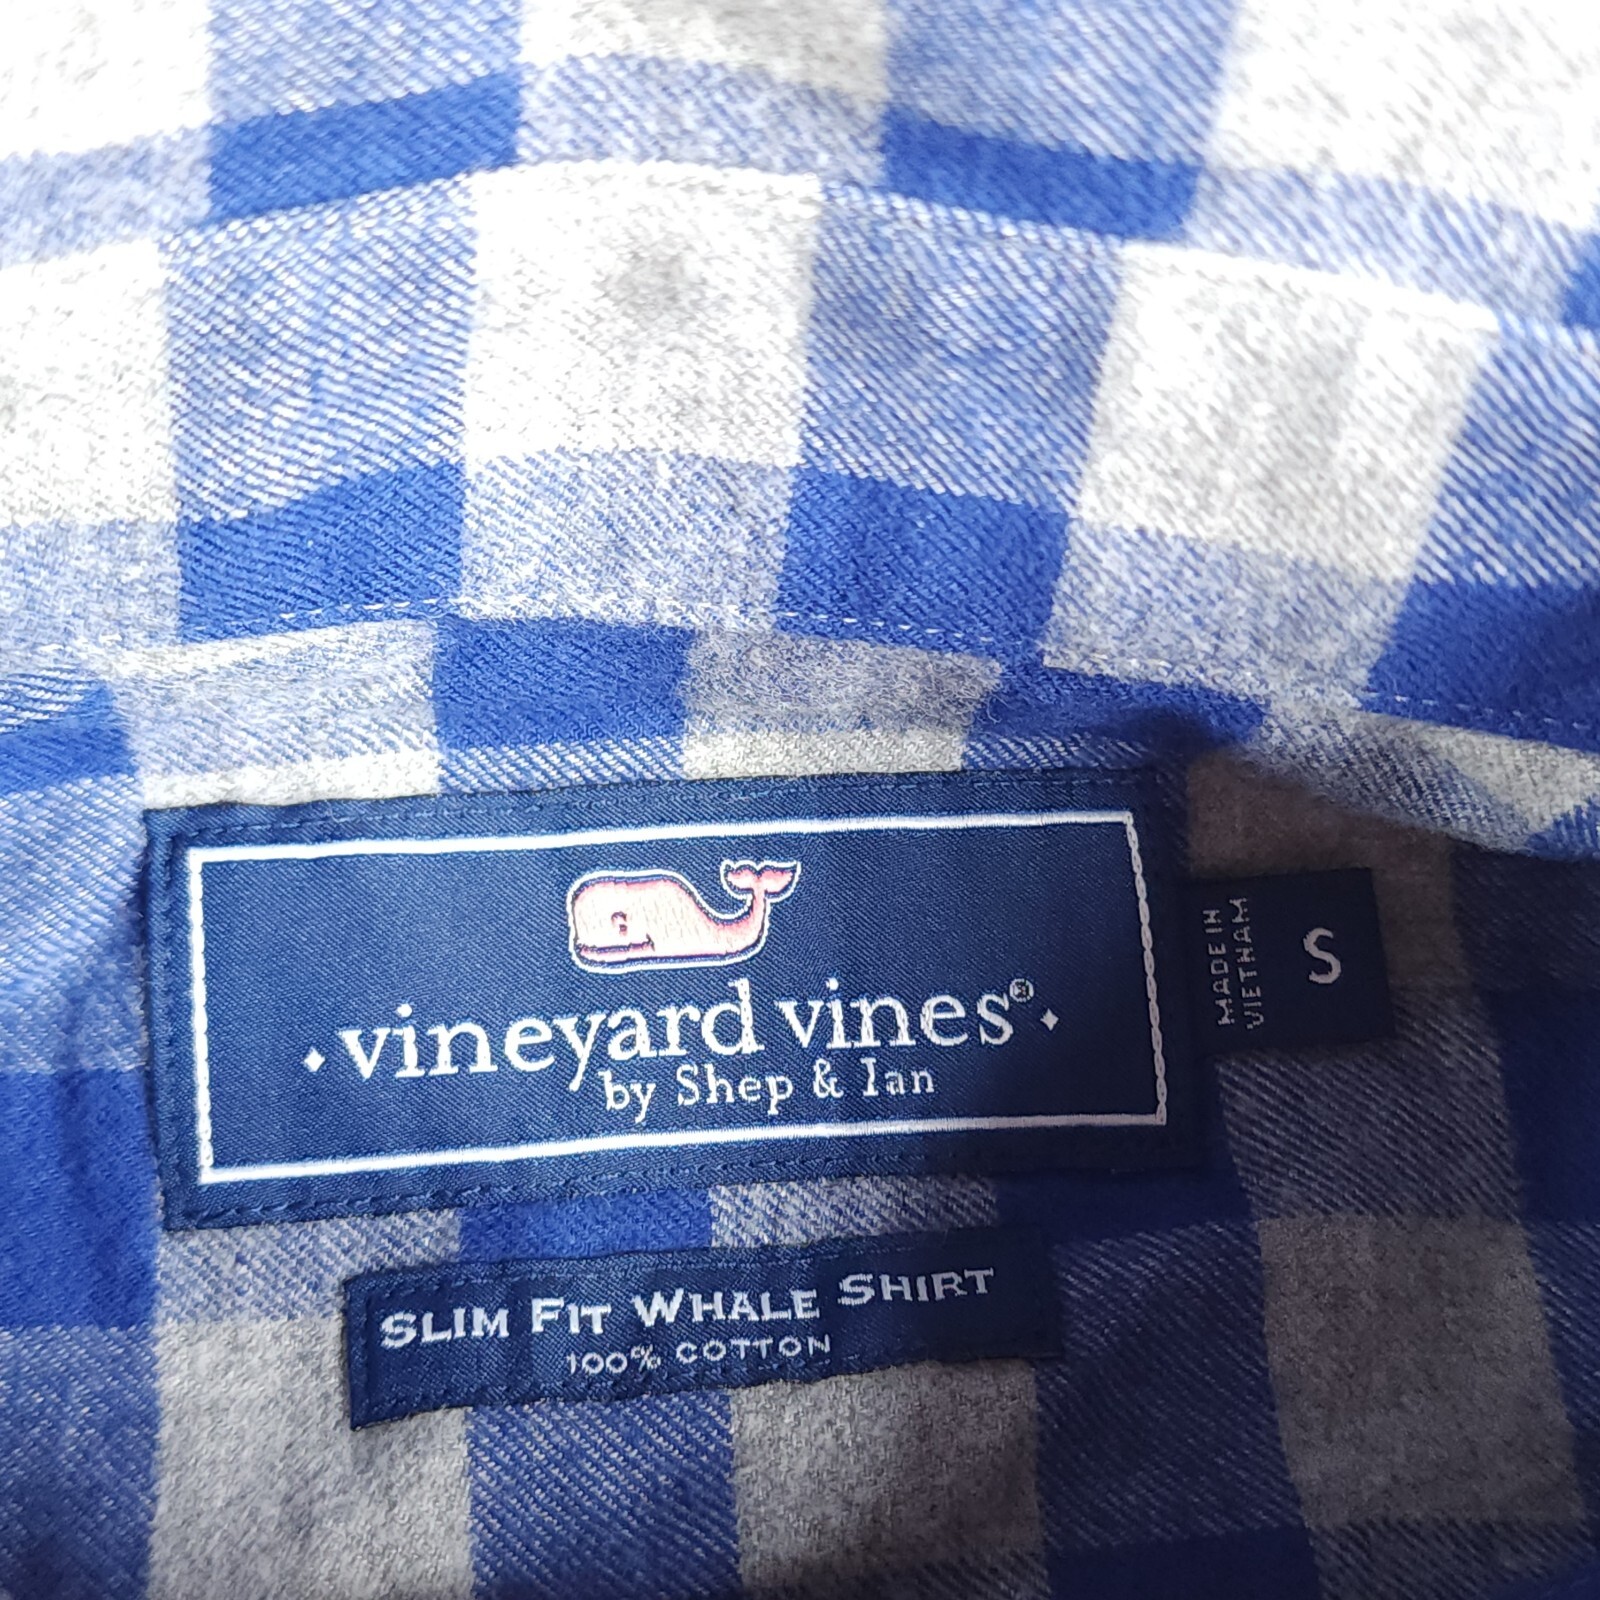 vineyard vines®
by Shep & Ian
MADE IN
VIETNAM
S
SLIM FIT WHALE SHIRT
100% COTTON